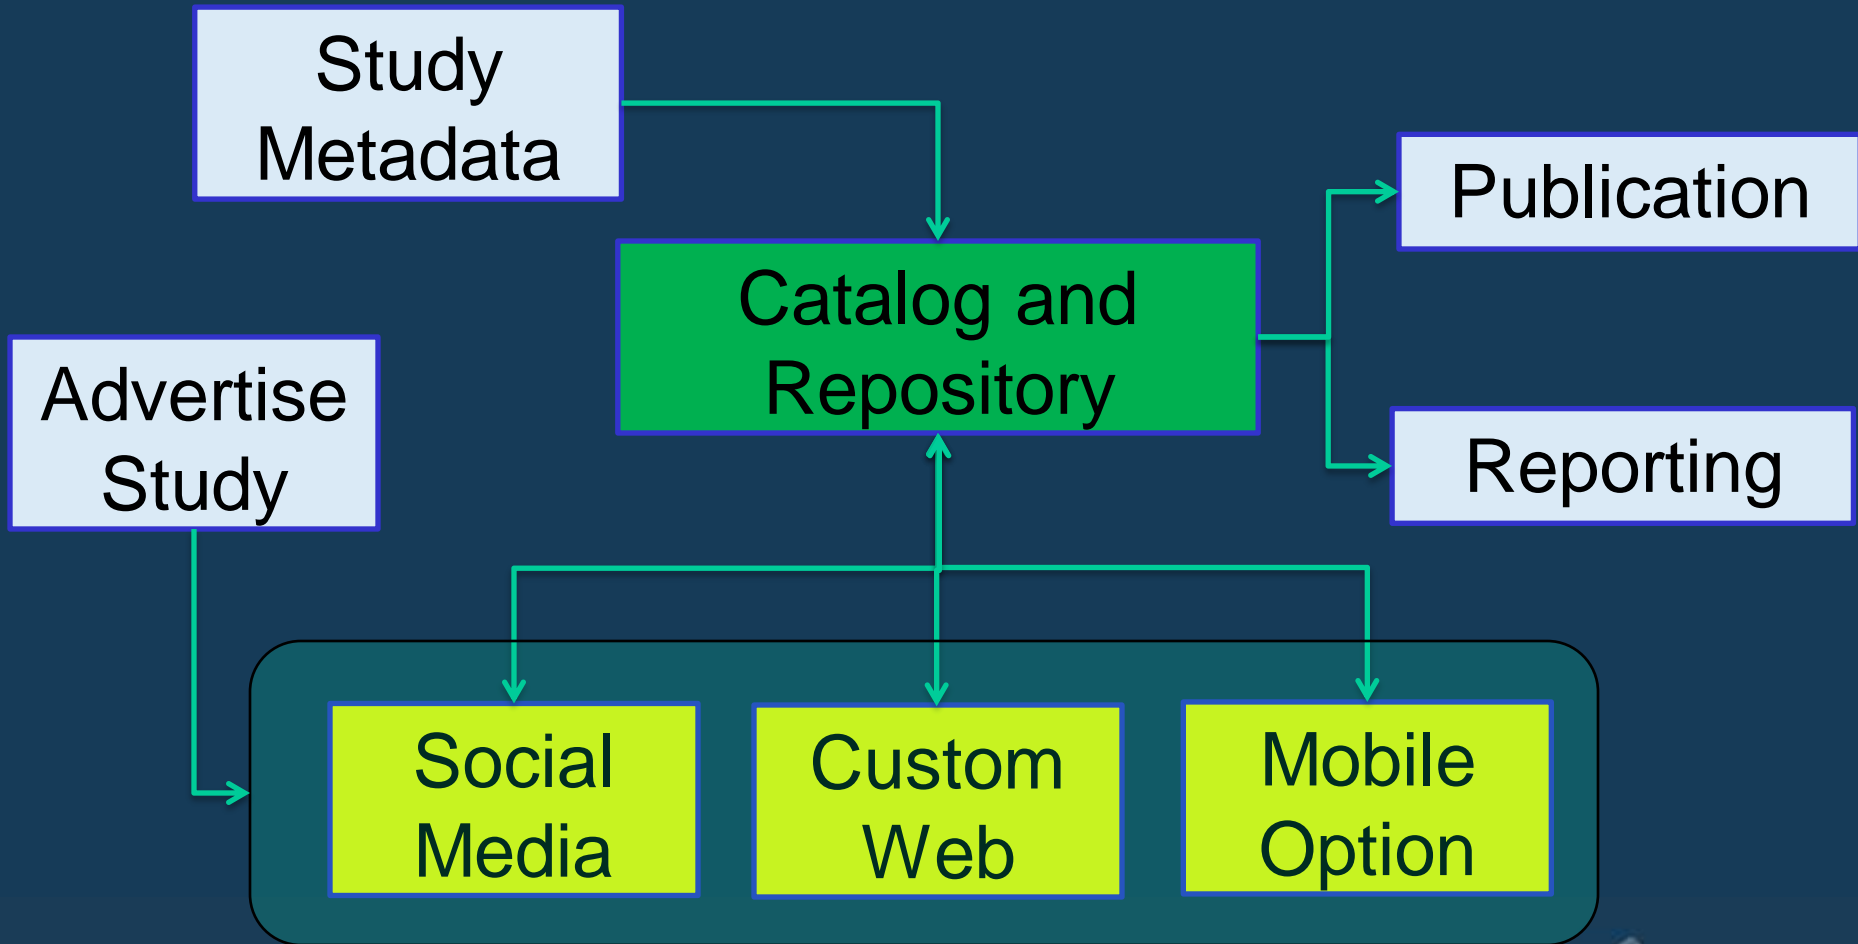 Study
Metadata
Publication
Catalog and
Repository
Advertise
Study
Reporting
Social
Media
Custom
Web
Mobile
Option